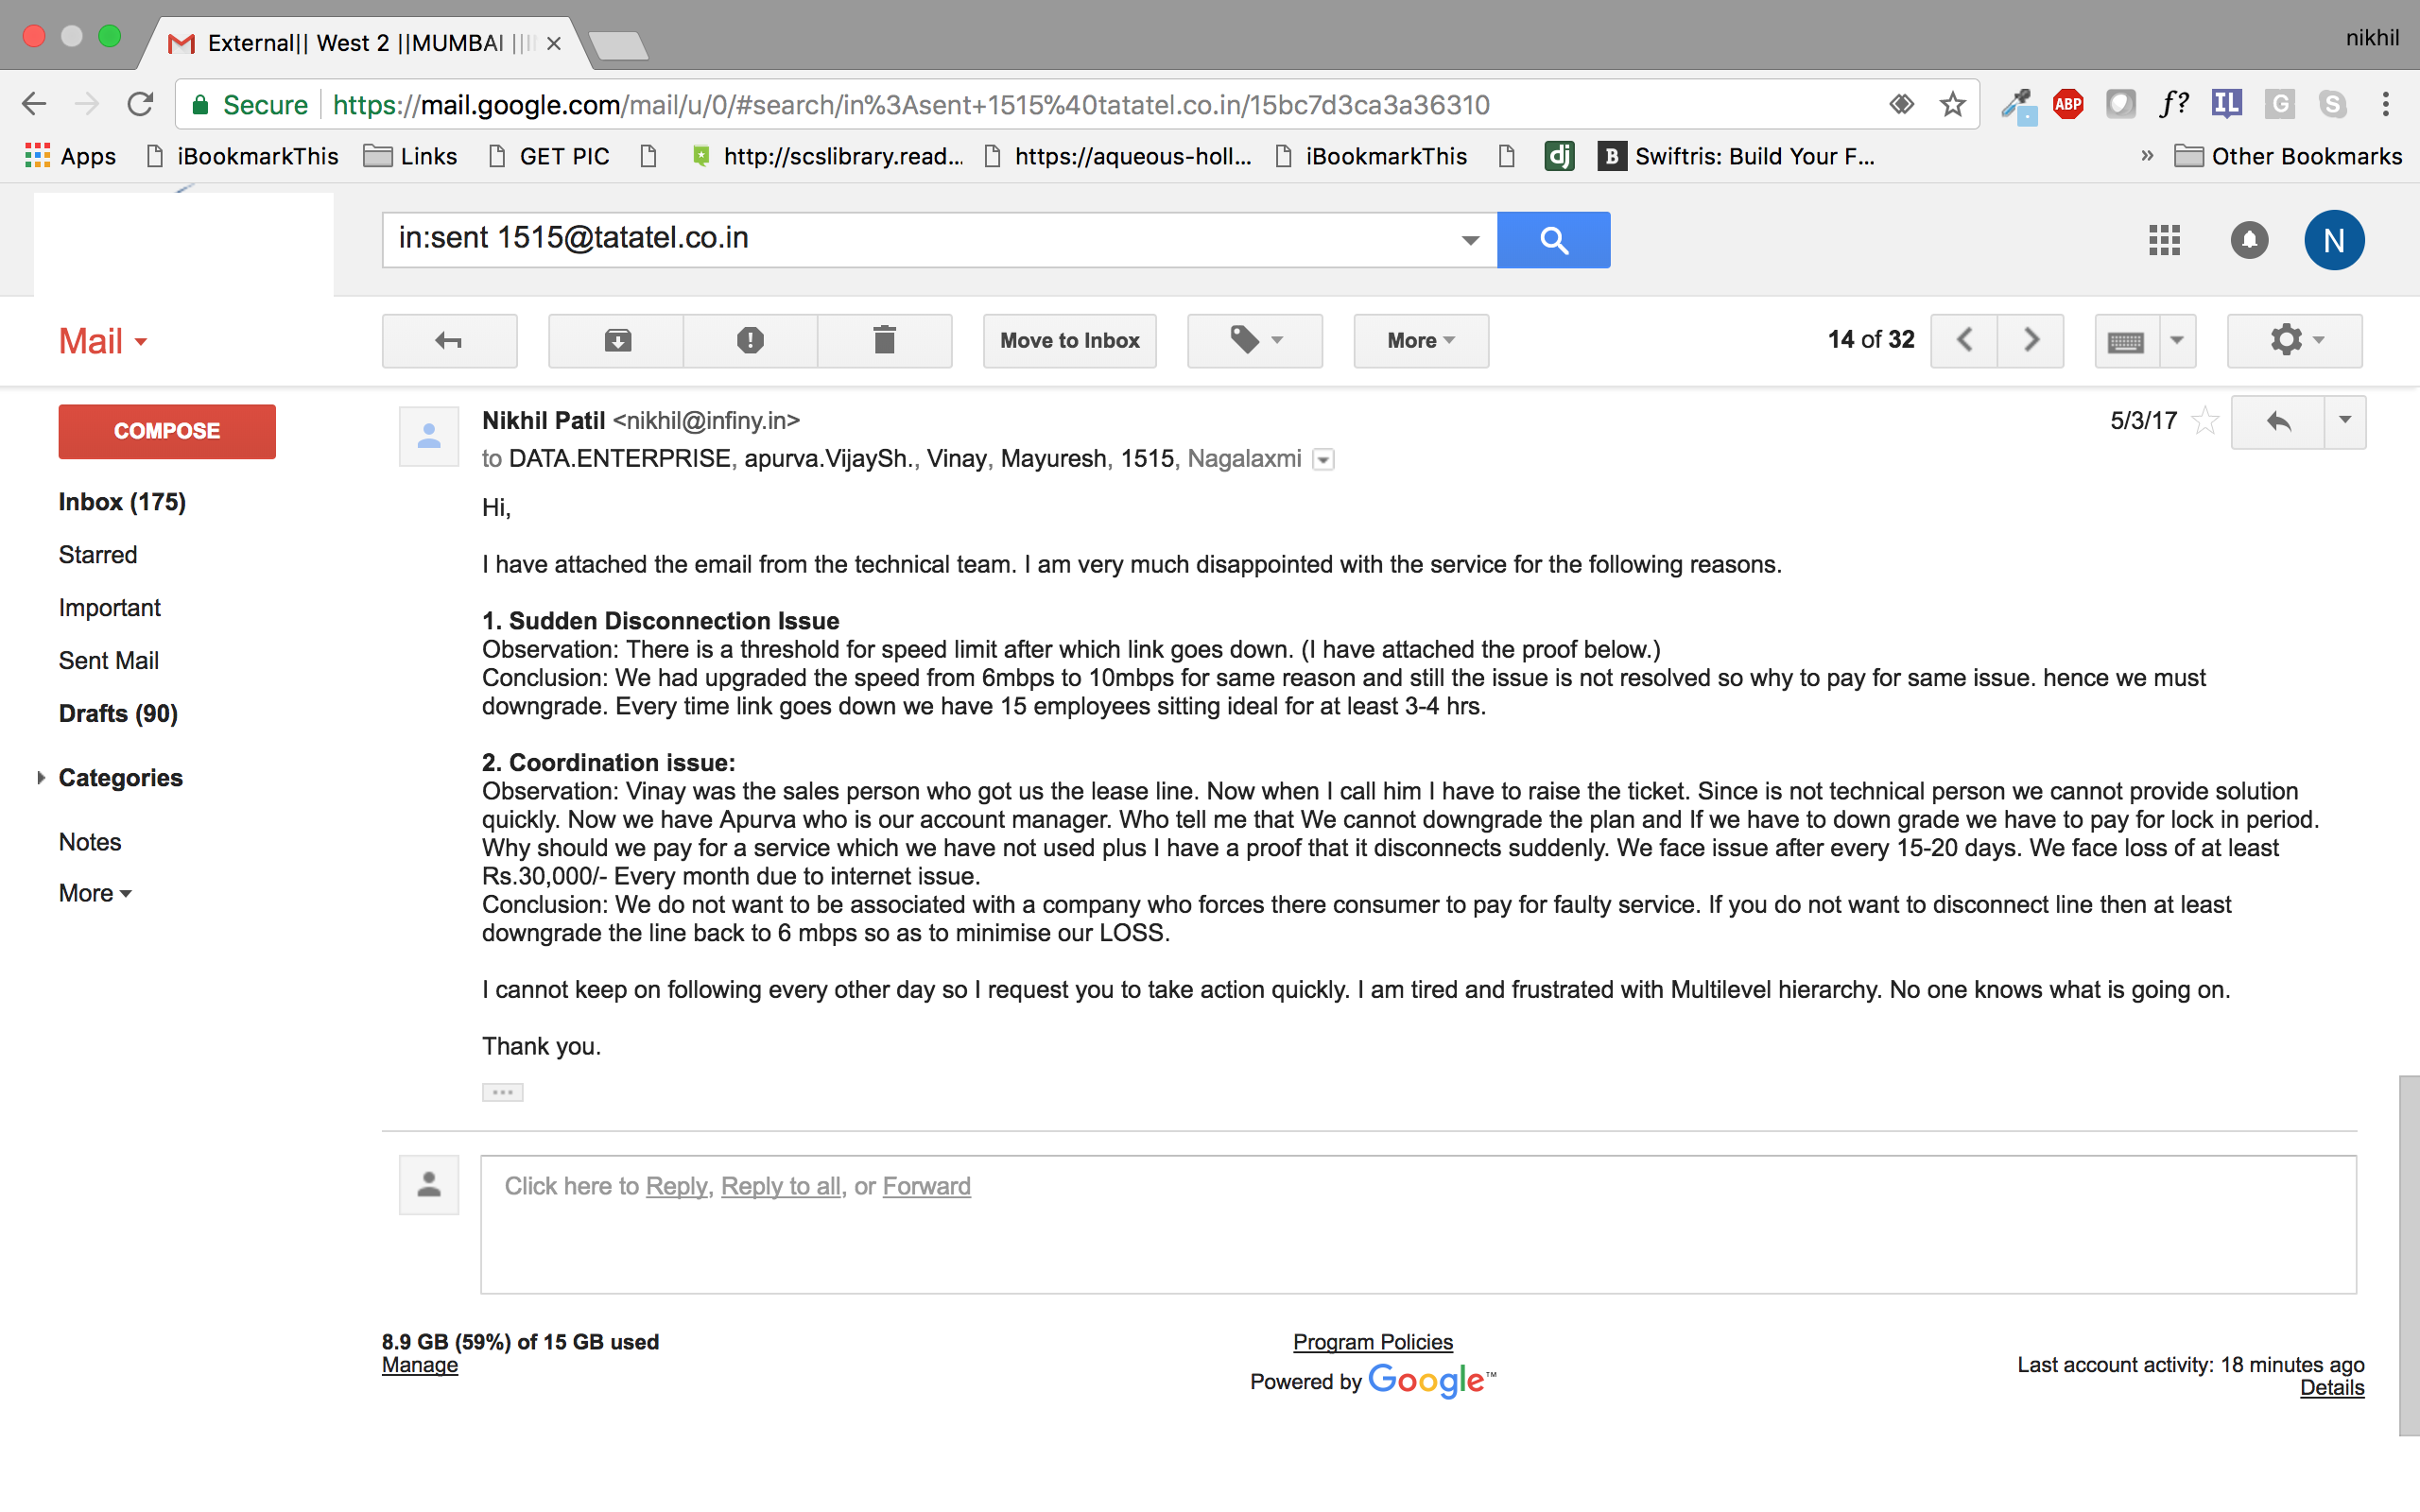 External|| West 2 ||MUMBAI ||
nikhil
Secure https://mail.google.com/mail/u/0/#search/in%3Asent+1515%40tatatel.co.in/15bc7d3ca3a36310
ABP f? IL G S
Apps iBookmarkThis Links GET PIC http://scslibrary.read... https://aqueous-holl... iBookmarkThis dj B Swiftris: Build Your F... » Other Bookmarks
in:sent 1515@tatatel.co.in
N
Mail
Move to Inbox
More
14 of 32
COMPOSE
Inbox (175)
Starred
Important
Sent Mail
Drafts (90)
Categories
Notes
More
Nikhil Patil <nikhil@infiny.in>
5/3/17
to DATA.ENTERPRISE, apurva.VijaySh., Vinay, Mayuresh, 1515, Nagalaxmi
Hi,
I have attached the email from the technical team. I am very much disappointed with the service for the following reasons.
1. Sudden Disconnection Issue
Observation: There is a threshold for speed limit after which link goes down. (I have attached the proof below.)
Conclusion: We had upgraded the speed from 6mbps to 10mbps for same reason and still the issue is not resolved so why to pay for same issue. hence we must
downgrade. Every time link goes down we have 15 employees sitting ideal for at least 3-4 hrs.
2. Coordination issue:
Observation: Vinay was the sales person who got us the lease line. Now when I call him I have to raise the ticket. Since is not technical person we cannot provide solution
quickly. Now we have Apurva who is our account manager. Who tell me that We cannot downgrade the plan and If we have to down grade we have to pay for lock in period.
Why should we pay for a service which we have not used plus I have a proof that it disconnects suddenly. We face issue after every 15-20 days. We face loss of at least
Rs.30,000/- Every month due to internet issue.
Conclusion: We do not want to be associated with a company who forces there consumer to pay for faulty service. If you do not want to disconnect line then at least
downgrade the line back to 6 mbps so as to minimise our LOSS.
I cannot keep on following every other day so I request you to take action quickly. I am tired and frustrated with Multilevel hierarchy. No one knows what is going on.
Thank you.
Click here to Reply, Reply to all, or Forward
8.9 GB (59%) of 15 GB used
Manage
Program Policies
Powered by Google™
Last account activity: 18 minutes ago
Details